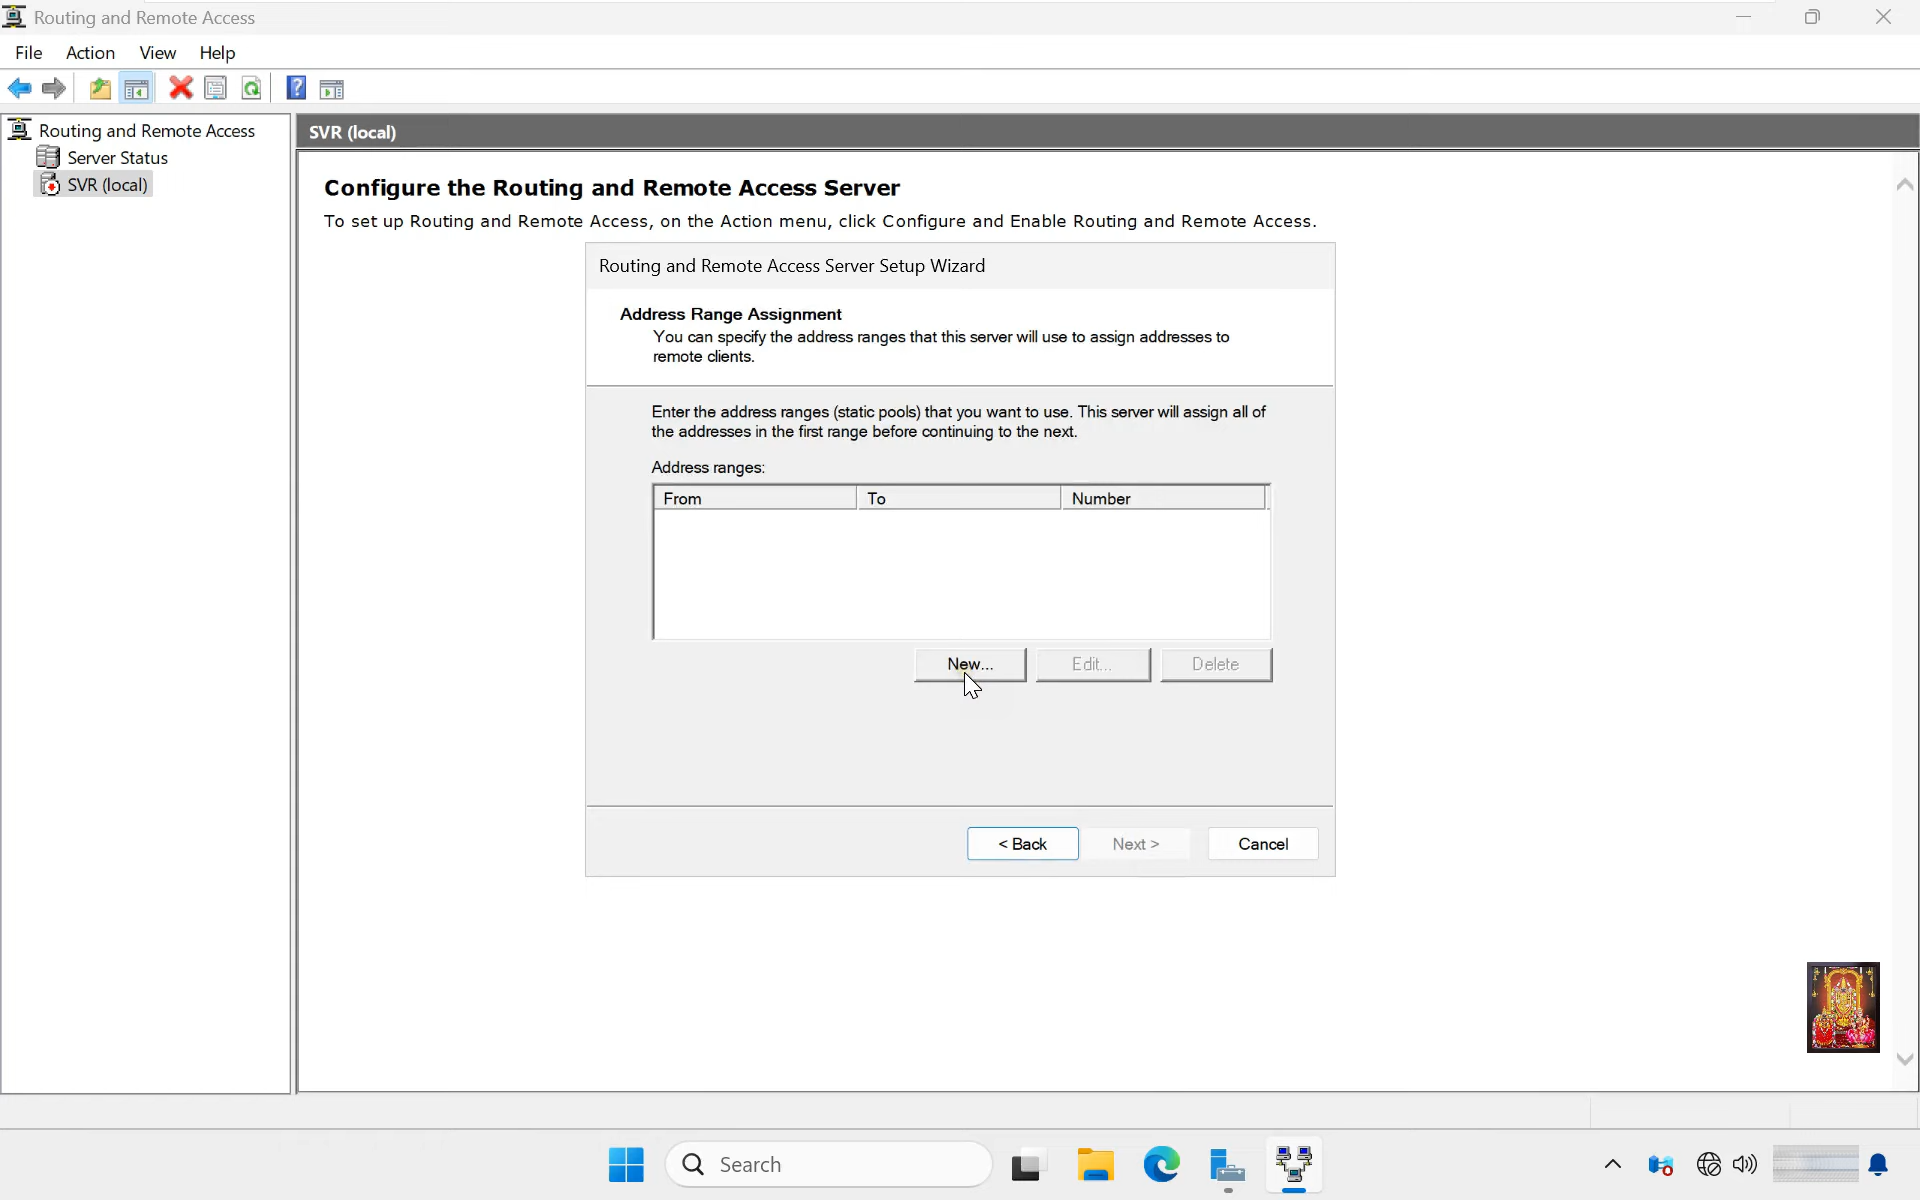 Routing and Remote Access
File Action View Help
Routing and Remote Access
Server Status
SVR (local)
SVR (local)
Configure the Routing and Remote Access Server
To set up Routing and Remote Access, on the Action menu, click Configure and Enable Routing and Remote Access.
Routing and Remote Access Server Setup Wizard
Address Range Assignment
You can specify the address ranges that this server will use to assign addresses to
remote clients.
Enter the address ranges (static pools) that you want to use. This server will assign all of
the addresses in the first range before continuing to the next.
Address ranges:
From To Number
New... Edit... Delete
< Back Next > Cancel
Search